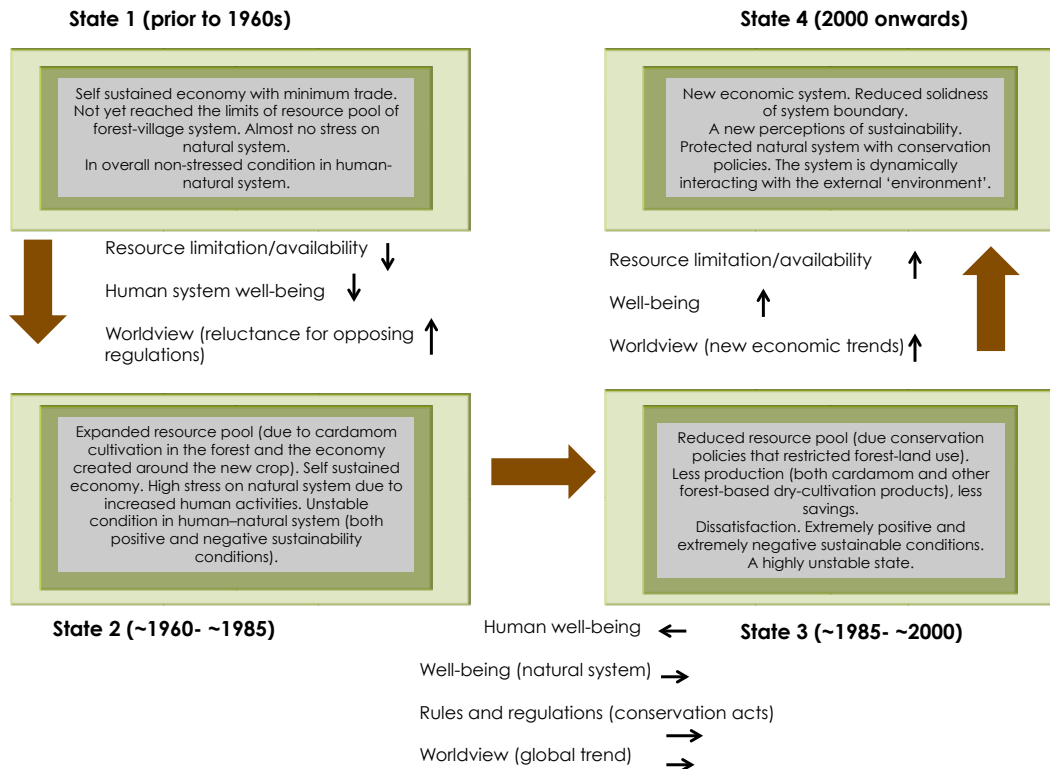 State 1 (prior to 1960s)
Self sustained economy with minimum trade.
Not yet reached the limits of resource pool of
forest-village system. Almost no stress on
natural system.
In overall non-stressed condition in human-
natural system.
Resource limitation/availability ↓
Human system well-being ↓
Worldview (reluctance for opposing ↑
regulations)
Expanded resource pool (due to cardamom
cultivation in the forest and the economy
created around the new crop). Self sustained
economy. High stress on natural system due to
increased human activities. Unstable
condition in human–natural system (both
positive and negative sustainability
conditions).
State 2 (~1960- ~1985)
Human well-being ←
Well-being (natural system) →
Rules and regulations (conservation acts)
→
Worldview (global trend) →
Reduced resource pool (due conservation
policies that restricted forest-land use).
Less production (both cardamom and other
forest-based dry-cultivation products), less
savings.
Dissatisfaction. Extremely positive and
extremely negative sustainable conditions.
A highly unstable state.
State 3 (~1985- ~2000)
Resource limitation/availability ↑
Well-being ↑
Worldview (new economic trends) ↑
State 4 (2000 onwards)
New economic system. Reduced solidness
of system boundary.
A new perceptions of sustainability.
Protected natural system with conservation
policies. The system is dynamically
interacting with the external ‘environment’.